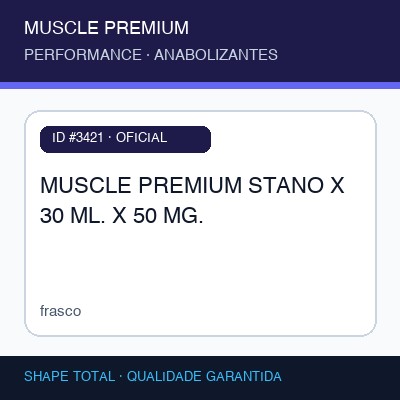 MUSCLE PREMIUM
PERFORMANCE · ANABOLIZANTES
ID #3421 · OFICIAL
MUSCLE PREMIUM STANO X
30 ML. X 50 MG.
frasco
SHAPE TOTAL · QUALIDADE GARANTIDA